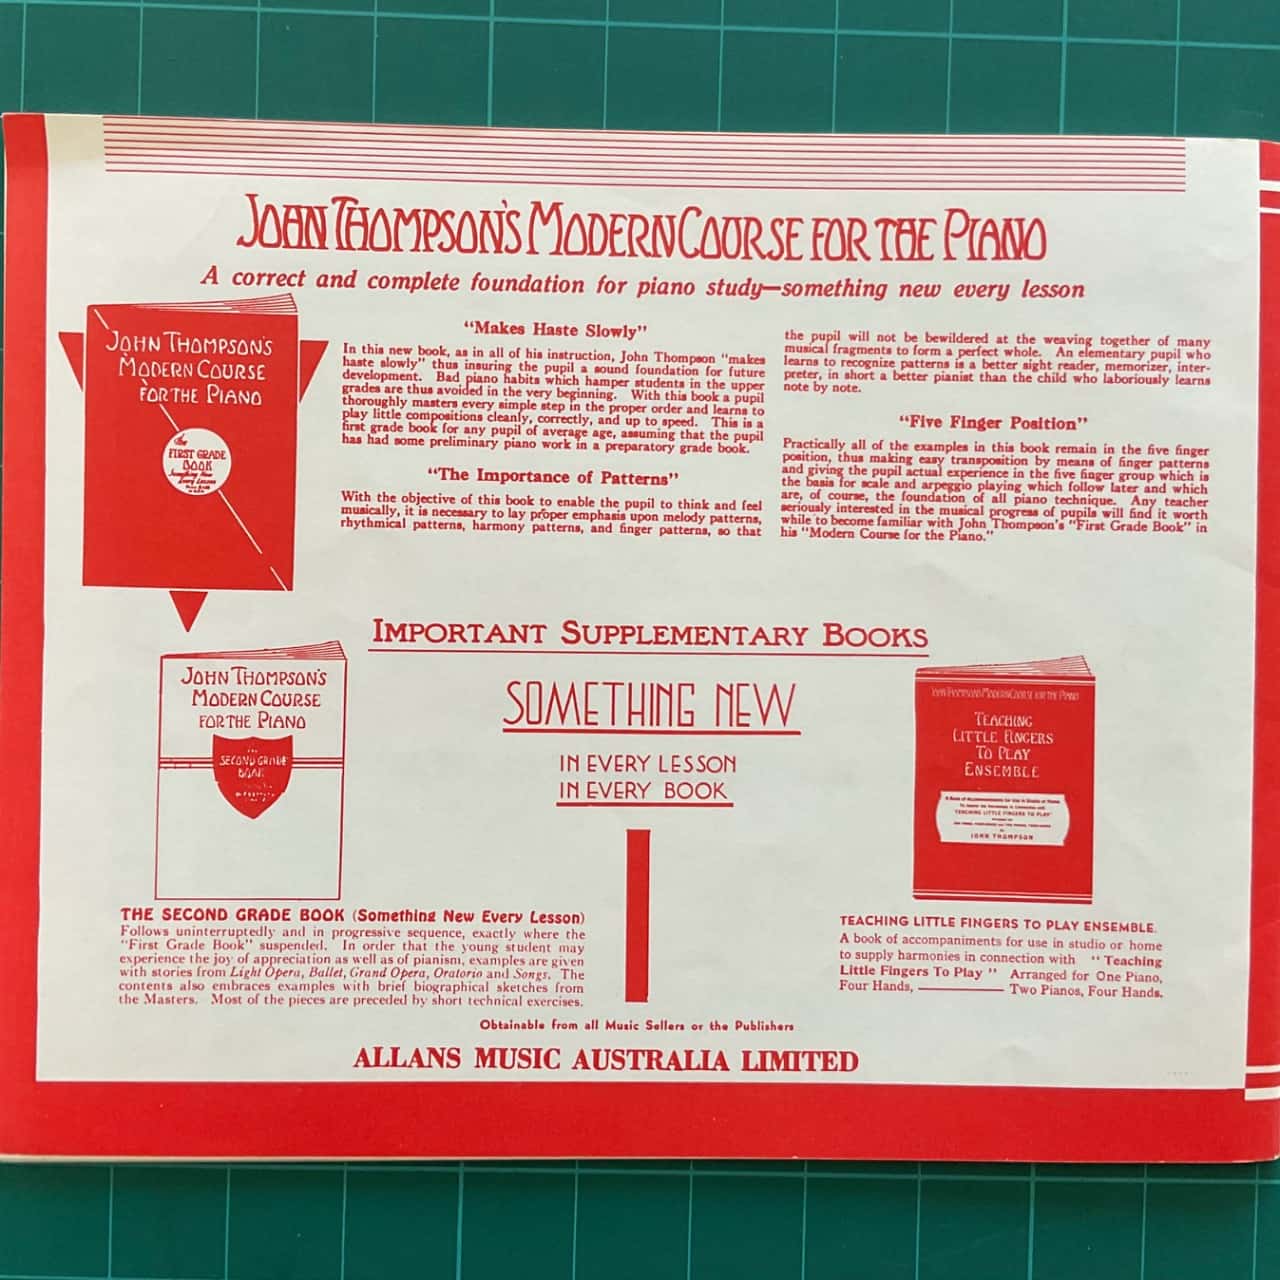 JOHN THOMPSON'S MODERN COURSE FOR THE PIANO
A correct and complete foundation for piano study—something new every lesson
JOHN THOMPSON'S
MODERN COURSE
FOR THE PIANO
The
FIRST GRADE
BOOK
Something New
Every Lesson
"Makes Haste Slowly"
In this new book, as in all of his instruction, John Thompson "makes
haste slowly" thus insuring the pupil a sound foundation for future
development. Bad piano habits which hamper students in the upper
grades are thus avoided in the very beginning. With this book a pupil
thoroughly masters every simple step in the proper order and learns to
play little compositions cleanly, correctly, and up to speed. This is a
first grade book for any pupil of average age, assuming that the pupil
has had some preliminary piano work in a preparatory grade book.
"The Importance of Patterns"
With the objective of this book to enable the pupil to think and feel
musically, it is necessary to lay proper emphasis upon melody patterns,
rhythmical patterns, harmony patterns, and finger patterns, so that
the pupil will not be bewildered at the weaving together of many
musical fragments to form a perfect whole. An elementary pupil who
learns to recognize patterns is a better sight reader, memorizer, inter-
preter, in short a better pianist than the child who laboriously learns
note by note.
"Five Finger Position"
Practically all of the examples in this book remain in the five finger
position, thus making easy transposition by means of finger patterns
and giving the pupil actual experience in the five finger group which is
the basis for scale and arpeggio playing which follow later and which
are, of course, the foundation of all piano technique. Any teacher
seriously interested in the musical progress of pupils will find it worth
while to become familiar with John Thompson's "First Grade Book" in
his "Modern Course for the Piano."
IMPORTANT SUPPLEMENTARY BOOKS
JOHN THOMPSON'S
MODERN COURSE
FOR THE PIANO
SECOND GRADE
BOOK
SOMETHING NEW
IN EVERY LESSON
IN EVERY BOOK
JOHN THOMPSON'S MODERN COURSE FOR THE PIANO
TEACHING
LITTLE FINGERS
TO PLAY
ENSEMBLE
A Book of Accompaniments for Use in Studio or Home
"TEACHING LITTLE FINGERS TO PLAY"
JOHN THOMPSON
THE SECOND GRADE BOOK (Something New Every Lesson)
Follows uninterruptedly and in progressive sequence, exactly where the
"First Grade Book" suspended. In order that the young student may
experience the joy of appreciation as well as of pianism, examples are given
with stories from Light Opera, Ballet, Grand Opera, Oratorio and Songs. The
contents also embraces examples with brief biographical sketches from
the Masters. Most of the pieces are preceded by short technical exercises.
TEACHING LITTLE FINGERS TO PLAY ENSEMBLE.
A book of accompaniments for use in studio or home
to supply harmonies in connection with "Teaching
Little Fingers To Play" Arranged for One Piano,
Four Hands, ——— Two Pianos, Four Hands.
Obtainable from all Music Sellers or the Publishers
ALLANS MUSIC AUSTRALIA LIMITED